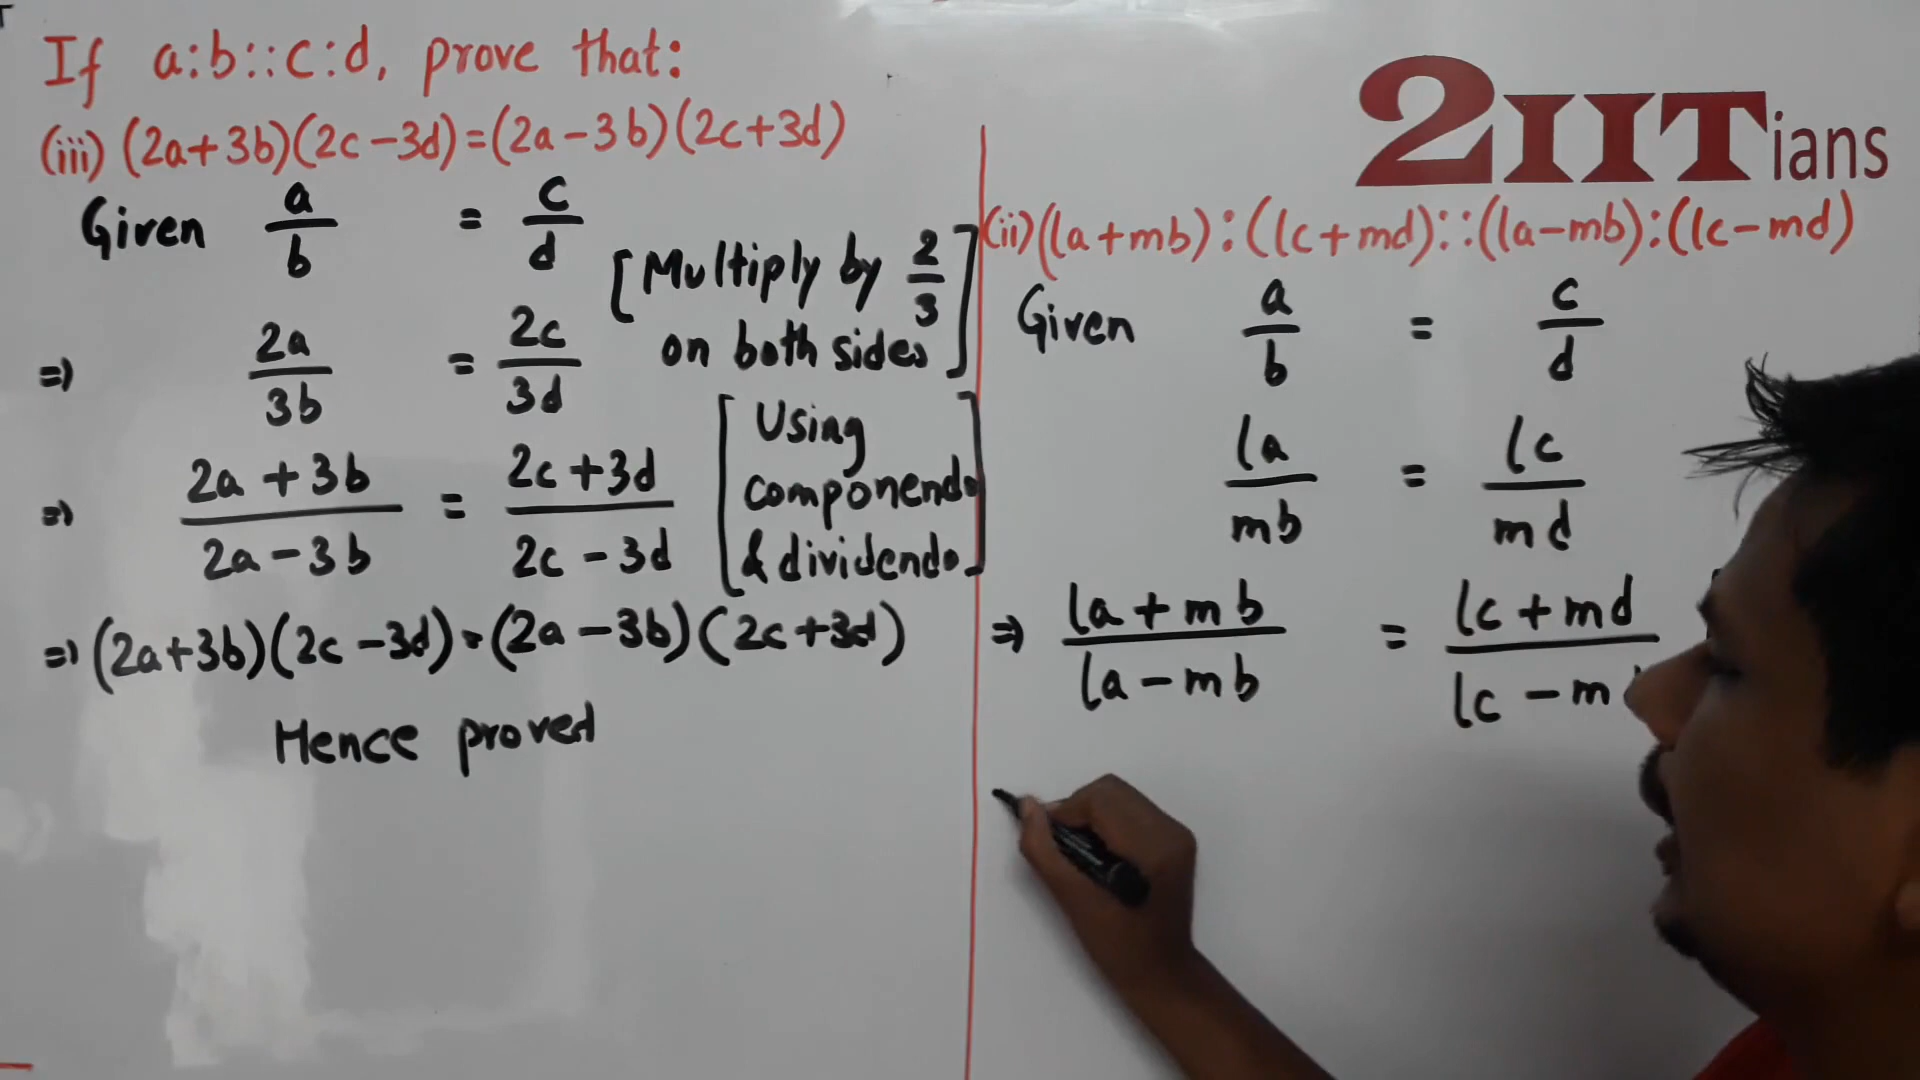 If a:b::c:d, prove that:
(iii) (2a+3b)(2c-3d)=(2a-3b)(2c+3d)
Given a/b = c/d
[Multiply by 2/3
on both sides]
=> 2a/3b = 2c/3d
=> (2a+3b)/(2a-3b) = (2c+3d)/(2c-3d)
[Using
componendo
& dividendo]
=> (2a+3b)(2c-3d)=(2a-3b)(2c+3d)
Hence proved
2IITians
(ii) (la+mb):(lc+md)::(la-mb):(lc-md)
Given a/b = c/d
la/mb = lc/md
=> (la+mb)/(la-mb) = (lc+md)/(lc-m